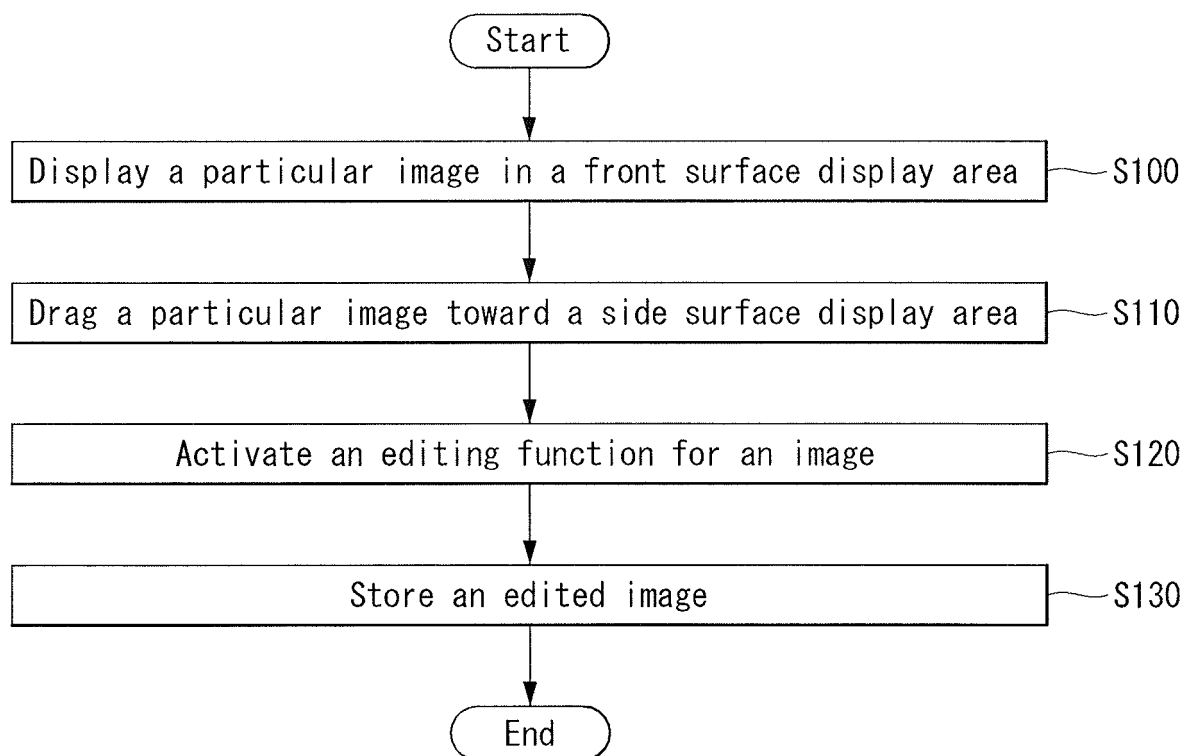 Start
Display a particular image in a front surface display area
S100
Drag a particular image toward a side surface display area
S110
Activate an editing function for an image
S120
Store an edited image
S130
End